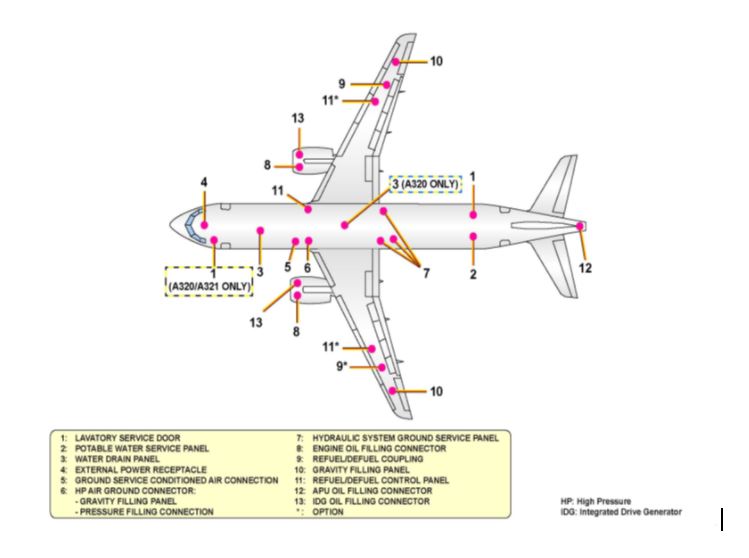 10
9
11*
13
8
3 (A320 ONLY)
1
4
11
1
(A320/A321 ONLY)
3
5
6
7
2
12
13
8
11*
9*
10
1: LAVATORY SERVICE DOOR
2: POTABLE WATER SERVICE PANEL
3: WATER DRAIN PANEL
4: EXTERNAL POWER RECEPTACLE
5: GROUND SERVICE CONDITIONED AIR CONNECTION
6: HP AIR GROUND CONNECTOR:
- GRAVITY FILLING PANEL
- PRESSURE FILLING CONNECTION
7: HYDRAULIC SYSTEM GROUND SERVICE PANEL
8: ENGINE OIL FILLING CONNECTOR
9: REFUEL/DEFUEL COUPLING
10: GRAVITY FILLING PANEL
11: REFUEL/DEFUEL CONTROL PANEL
12: APU OIL FILLING CONNECTOR
13: IDG OIL FILLING CONNECTOR
*: OPTION
HP: High Pressure
IDG: Integrated Drive Generator